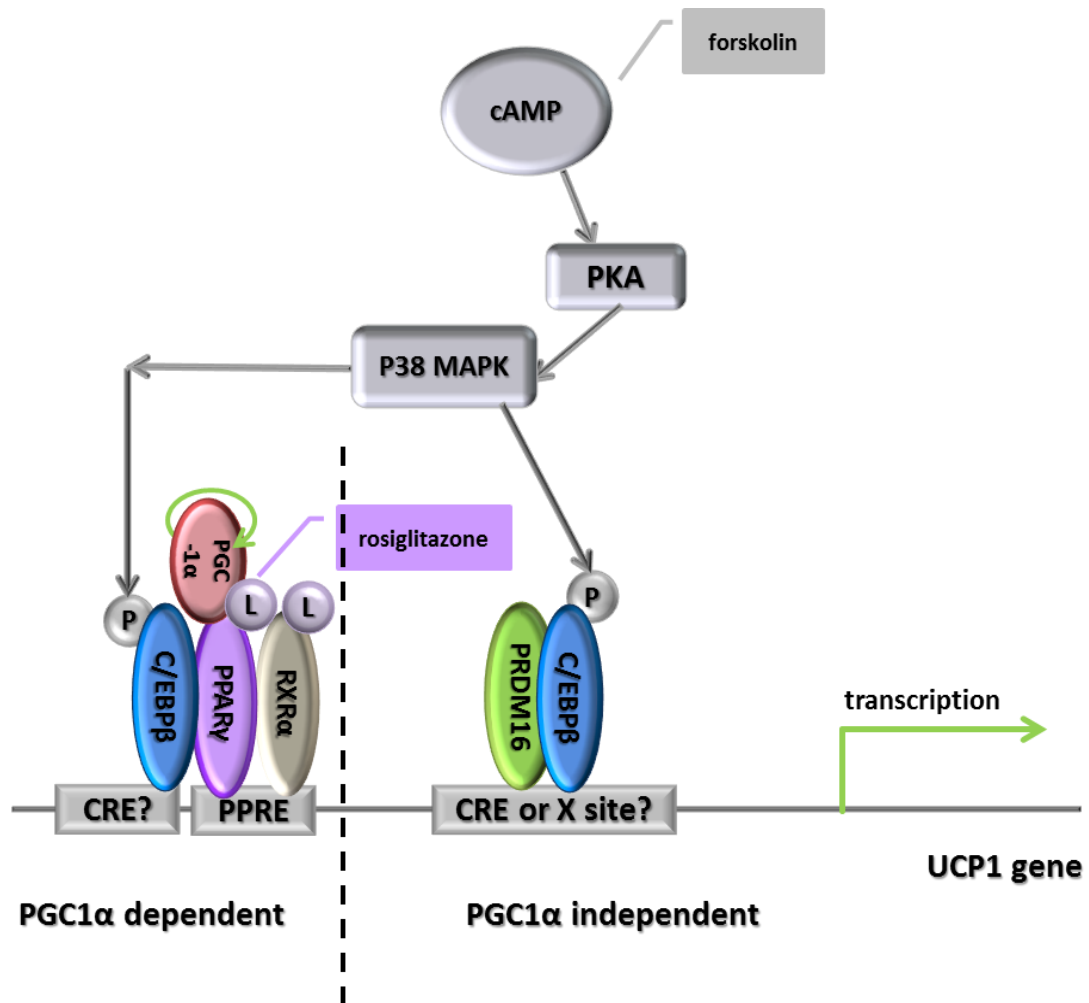 forskolin
cAMP
PKA
P38 MAPK
PGC
-1α
rosiglitazone
L
L
P
P
C/EBPβ
PPARγ
RXRα
PRDM16
C/EBPβ
transcription
CRE?
PPRE
CRE or X site?
UCP1 gene
PGC1α dependent
PGC1α independent